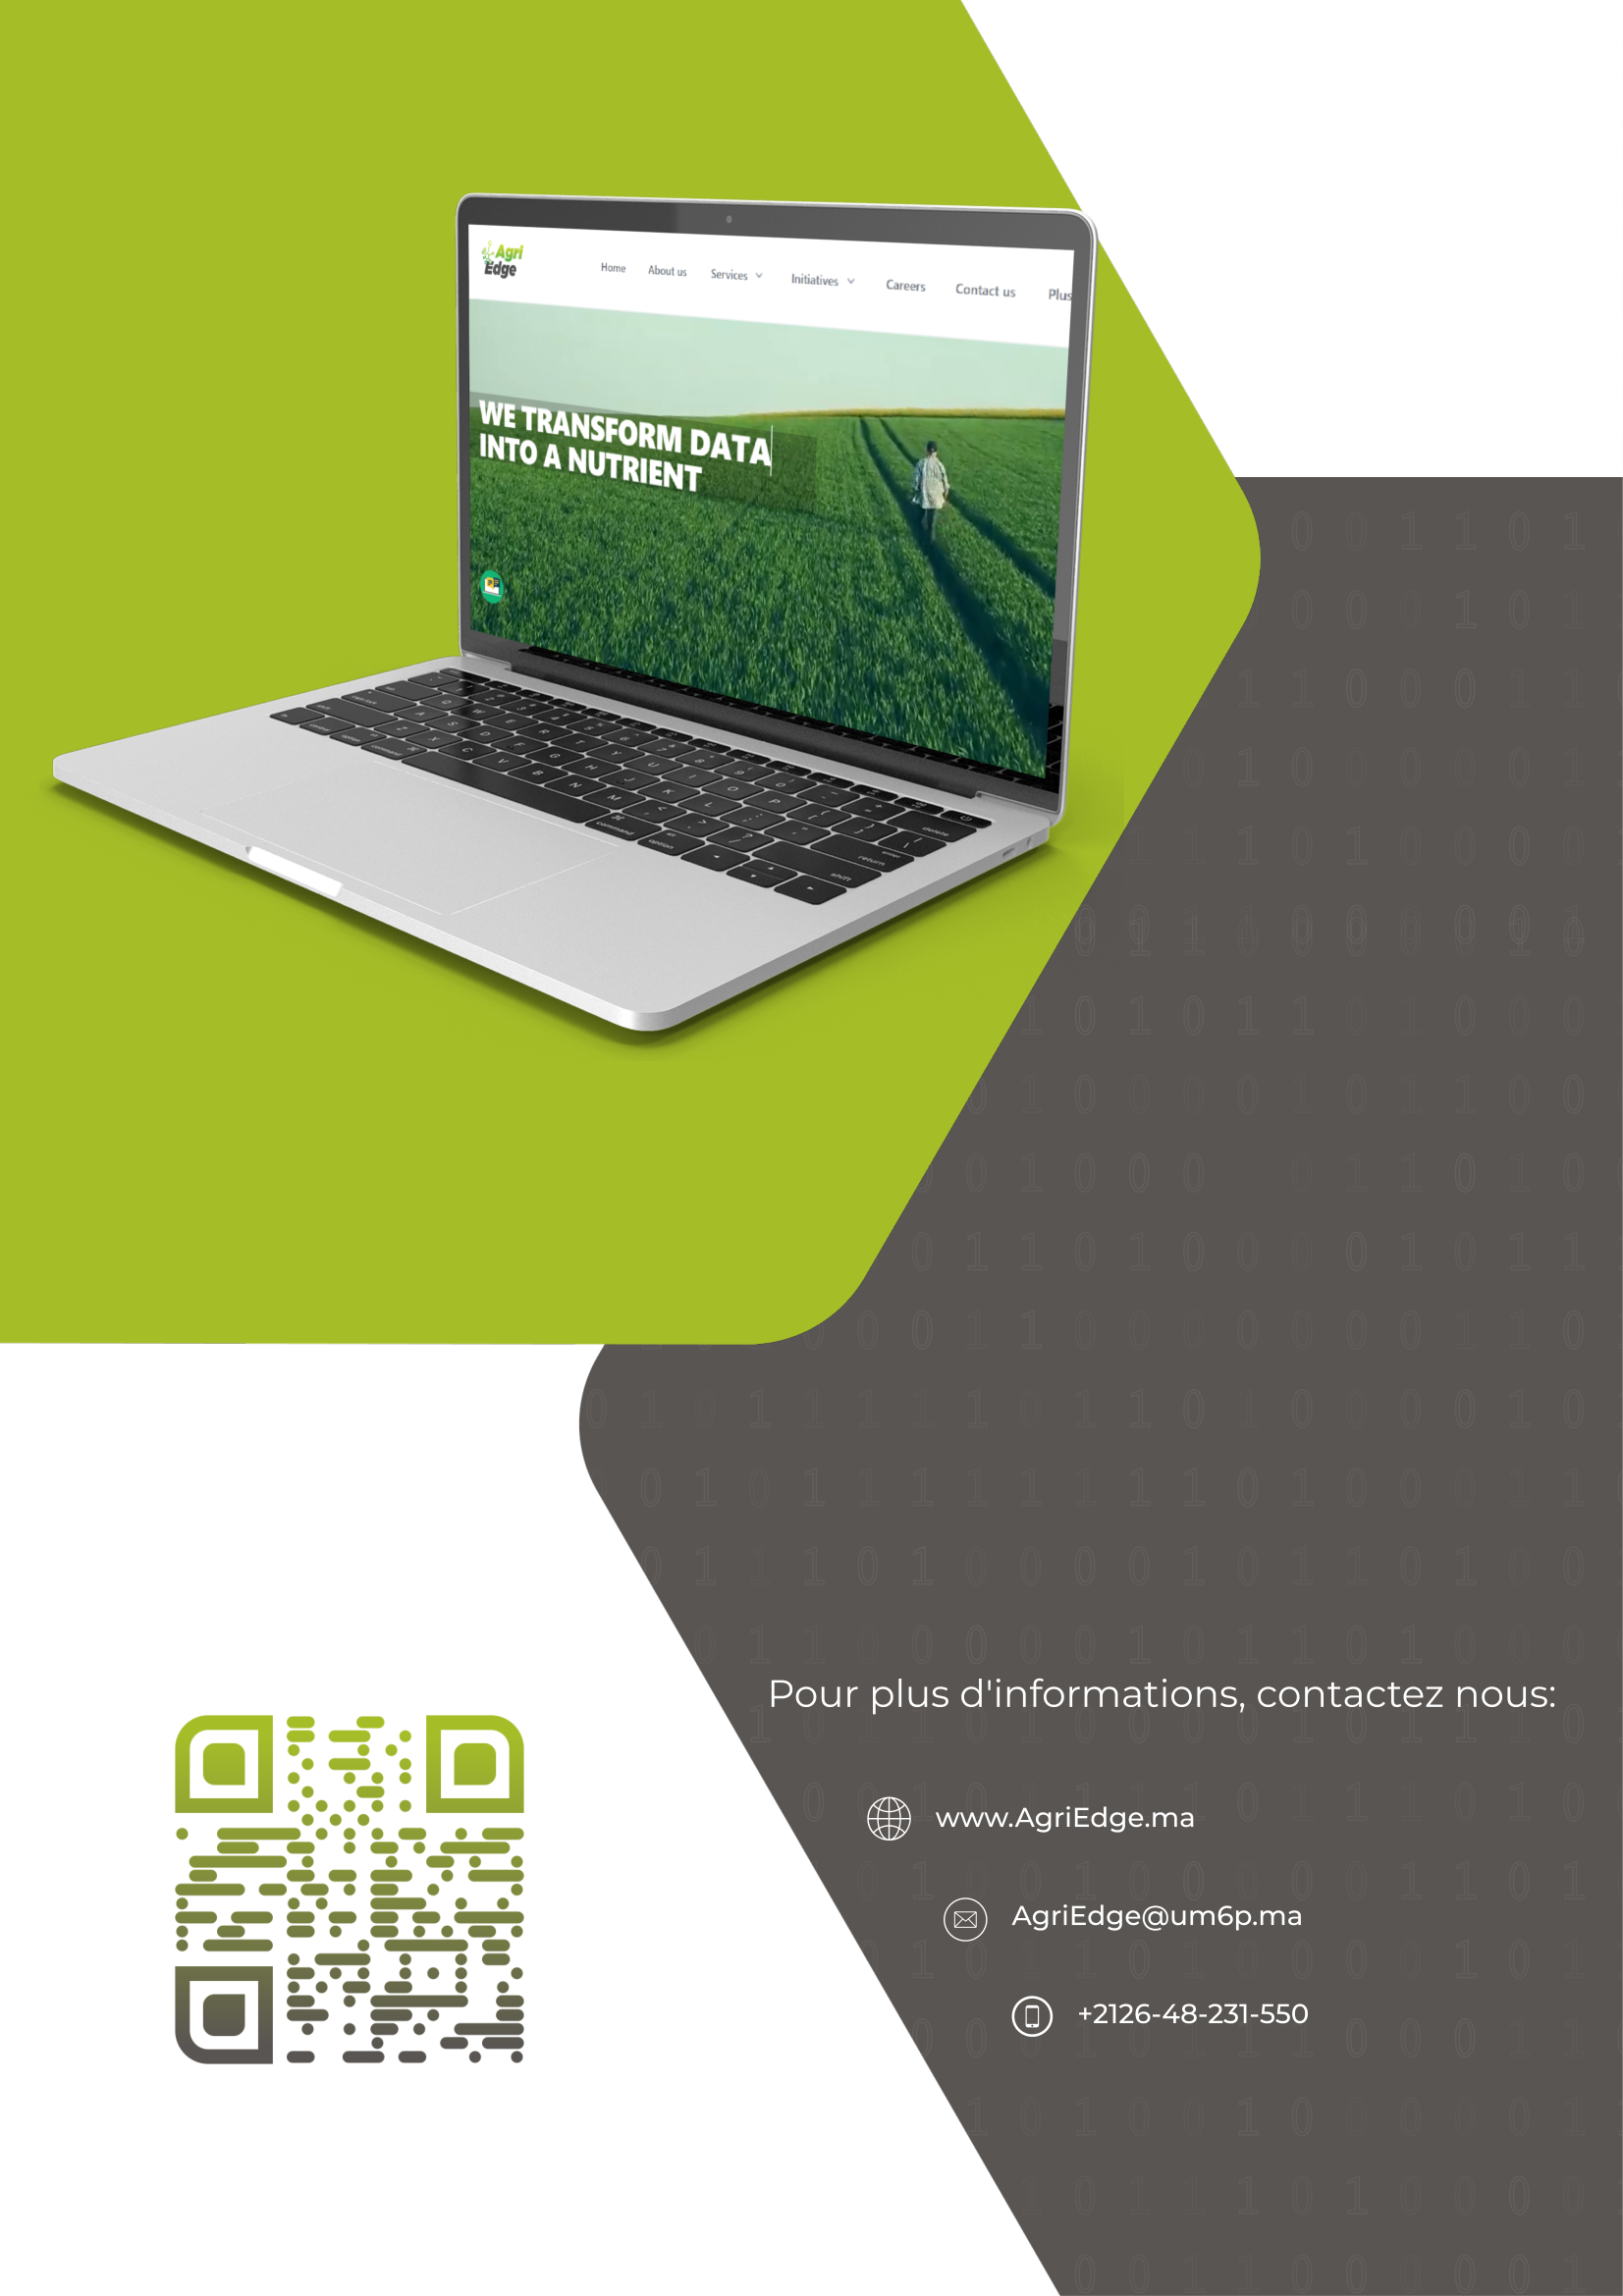 Agri
Edge
Home About us Services Initiatives Careers Contact us Plus
WE TRANSFORM DATA
INTO A NUTRIENT
Pour plus d'informations, contactez nous:
www.AgriEdge.ma
AgriEdge@um6p.ma
+2126-48-231-550